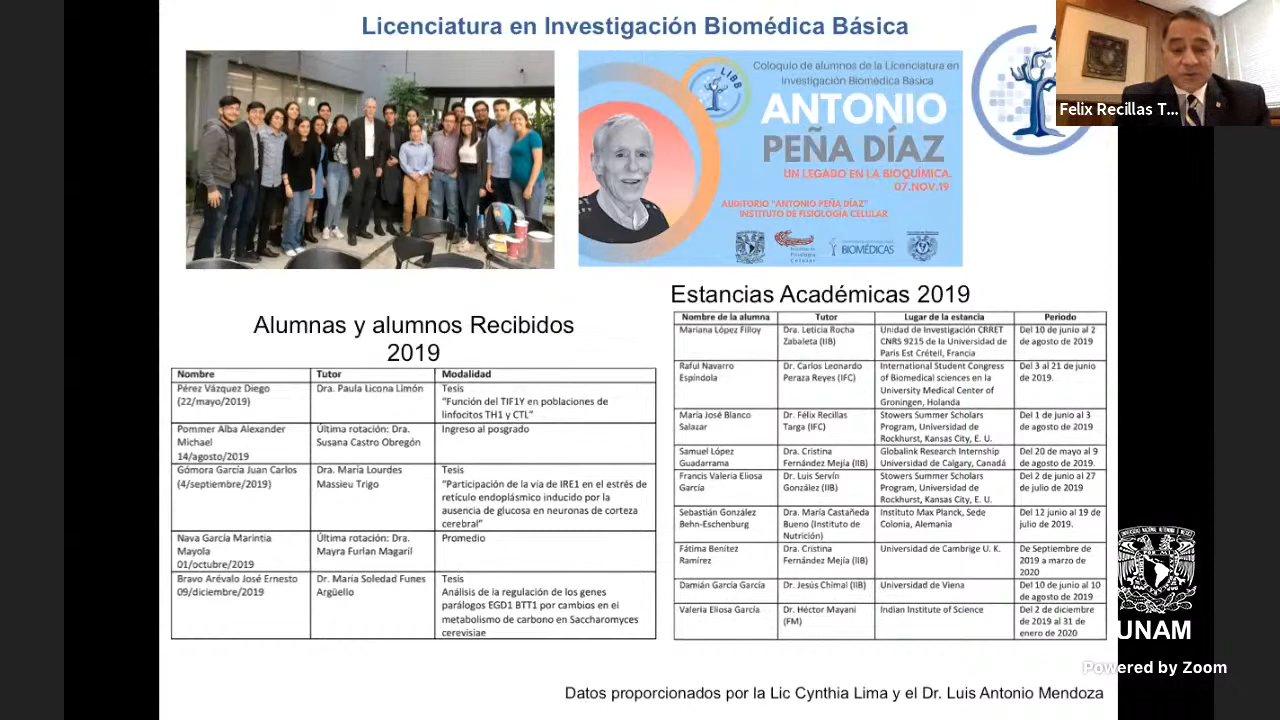 Licenciatura en Investigación Biomédica Básica
LIBB
Coloquio de alumnos de la Licenciatura en
Investigación Biomédica Básica
ANTONIO
PEÑA DÍAZ
UN LEGADO EN LA BIOQUÍMICA.
07.NOV.19
AUDITORIO "ANTONIO PEÑA DÍAZ"
INSTITUTO DE FISIOLOGÍA CELULAR
BIOMÉDICAS
Felix Recillas T...
Alumnas y alumnos Recibidos
2019
Nombre Tutor Modalidad
Pérez Vázquez Diego Dra. Paula Licona Limón Tesis
(22/mayo/2019) "Función del TIF1Y en poblaciones de
linfocitos TH1 y CTL"
Pommer Alba Alexander Última rotación: Dra. Ingreso al posgrado
Michael Susana Castro Obregón
14/agosto/2019
Gómora García Juan Carlos Dra. María Lourdes Tesis
(4/septiembre/2019) Massieu Trigo "Participación de la vía de IRE1 en el estrés de
retículo endoplásmico inducido por la
ausencia de glucosa en neuronas de corteza
cerebral"
Nava García Marintia Última rotación: Dra. Promedio
Mayola Mayra Furlan Magaril
01/octubre/2019
Bravo Arévalo José Ernesto Dr. María Soledad Funes Tesis
09/diciembre/2019 Argüello Análisis de la regulación de los genes
parálogos EGD1 BTT1 por cambios en el
metabolismo de carbono en Saccharomyces
cerevisiae
Estancias Académicas 2019
Nombre de la alumna Tutor Lugar de la estancia Periodo
Mariana López Filloy Dra. Leticia Rocha Unidad de Investigación CRRET Del 10 de junio al 2
Zabaleta (IIB) CNRS 9215 de la Universidad de de agosto de 2019
Paris Est Créteil, Francia
Raful Navarro Dr. Carlos Leonardo International Student Congress Del 3 al 21 de junio
Espíndola Peraza Reyes (IFC) of Biomedical sciences en la de 2019.
University Medical Center of
Groningen, Holanda
María José Blanco Dr. Félix Recillas Stowers Summer Scholars Del 1 de junio al 3
Salazar Targa (IFC) Program, Universidad de de agosto de 2019
Rockhurst, Kansas City, E. U.
Samuel López Dra. Cristina Globalink Research Internship Del 20 de mayo al 9
Guadarrama Fernández Mejía (IIB) Universidad de Calgary, Canadá de agosto de 2019.
Francis Valeria Eliosa Dr. Luis Servín Stowers Summer Scholars Del 2 de junio al 27
García González (IIB) Program, Universidad de de julio de 2019
Rockhurst, Kansas City, E. U.
Sebastián González Dra. María Castañeda Instituto Max Planck, Sede Del 12 junio al 19 de
Behn-Eschenburg Bueno (Instituto de Colonia, Alemania julio de 2019.
Nutrición)
Fátima Benítez Dra. Cristina Universidad de Cambrige U. K. De Septiembre de
Ramírez Fernández Mejía (IIB) 2019 a marzo de
2020
Damián García García Dr. Jesús Chimal (IIB) Universidad de Viena Del 10 de junio al 10
de agosto de 2019
Valeria Eliosa García Dr. Héctor Mayani Indian Institute of Science Del 2 de diciembre
(FM) de 2019 al 31 de
enero de 2020
UNAM
Powered by Zoom
Datos proporcionados por la Lic Cynthia Lima y el Dr. Luis Antonio Mendoza